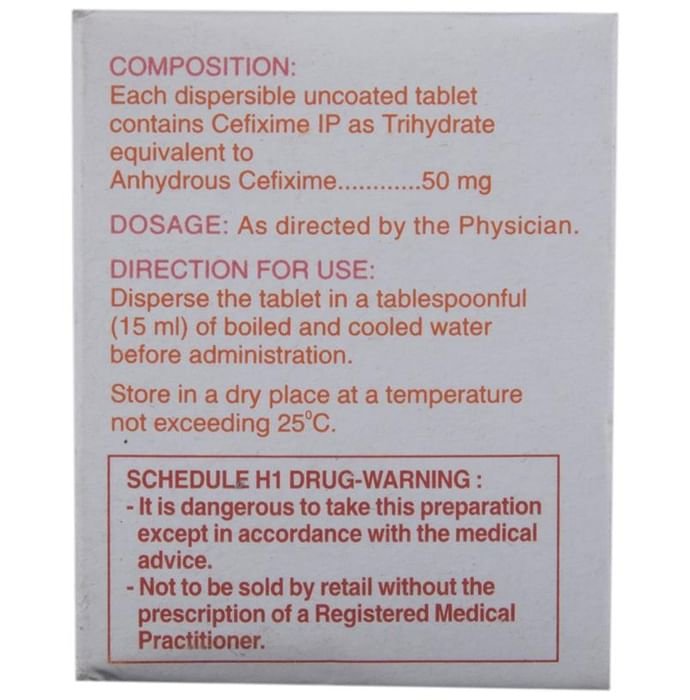 COMPOSITION:
Each dispersible uncoated tablet
contains Cefixime IP as Trihydrate
equivalent to
Anhydrous Cefixime............50 mg
DOSAGE: As directed by the Physician.
DIRECTION FOR USE:
Disperse the tablet in a tablespoonful
(15 ml) of boiled and cooled water
before administration.
Store in a dry place at a temperature
not exceeding 25°C.
SCHEDULE H1 DRUG-WARNING :
- It is dangerous to take this preparation
except in accordance with the medical
advice.
- Not to be sold by retail without the
prescription of a Registered Medical
Practitioner.